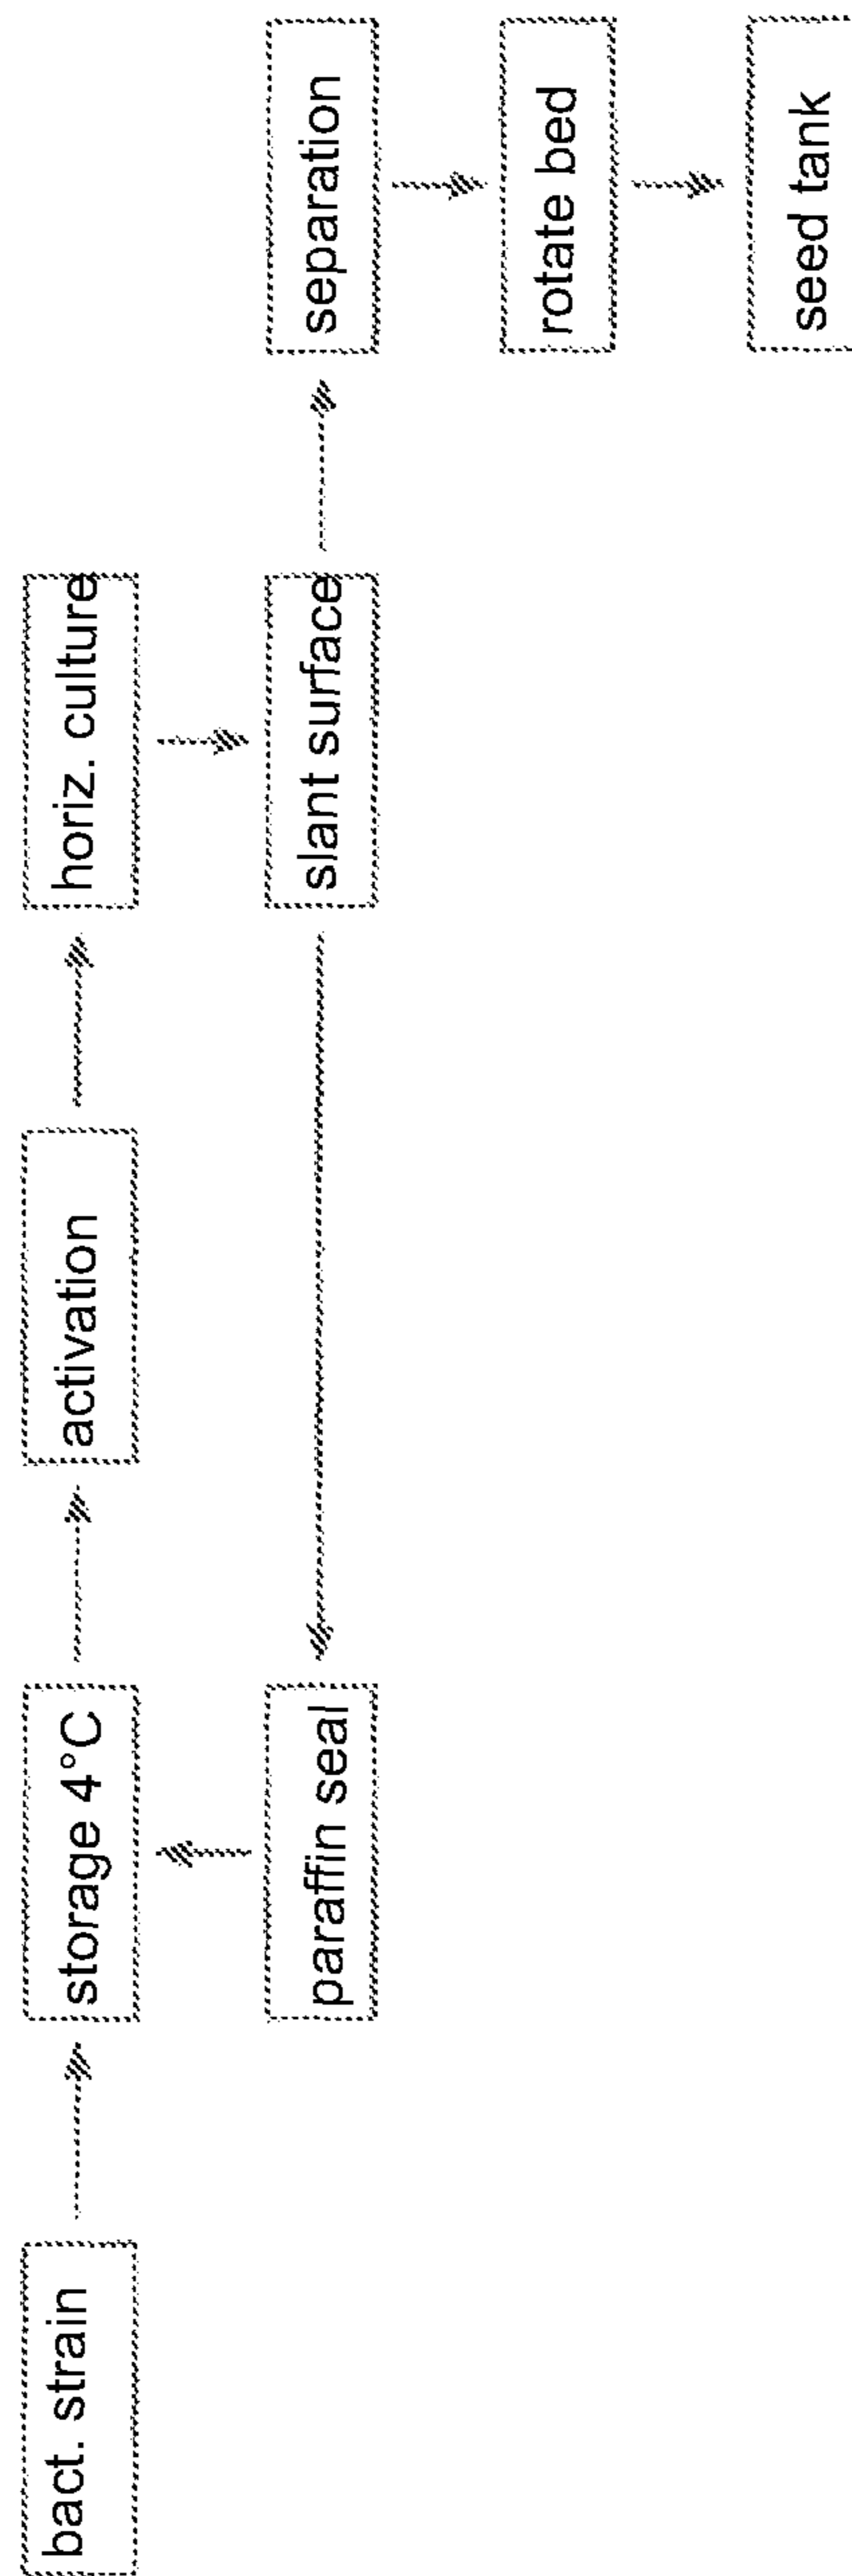 bact. strain
storage 4°C
activation
horiz. culture
paraffin seal
slant surface
separation
rotate bed
seed tank